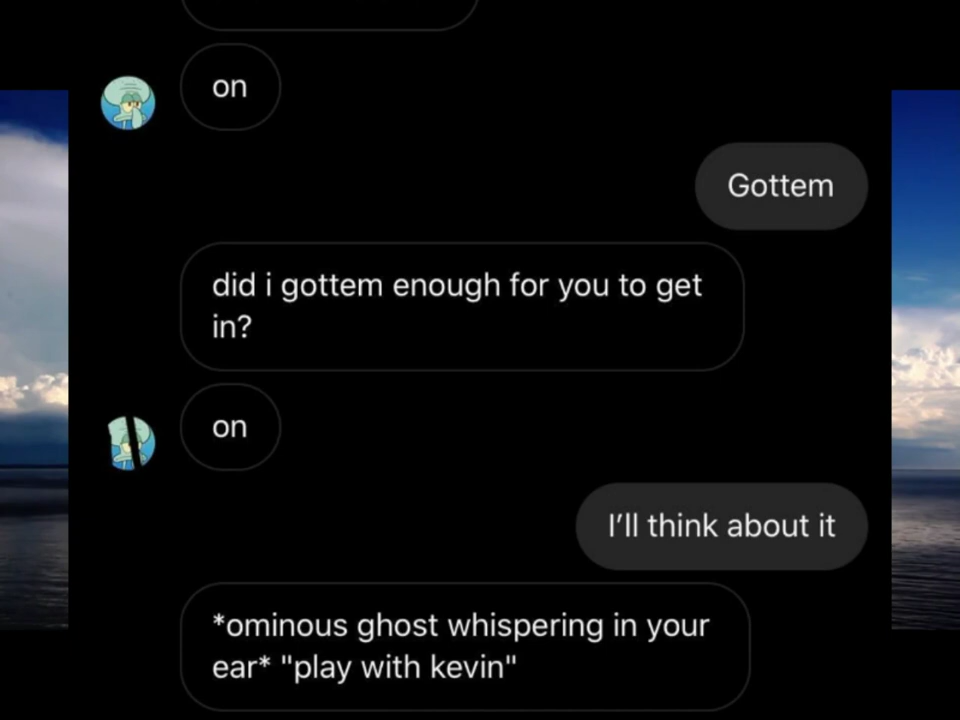 on
Gottem
did i gottem enough for you to get
in?
on
I'll think about it
*ominous ghost whispering in your
ear* "play with kevin"